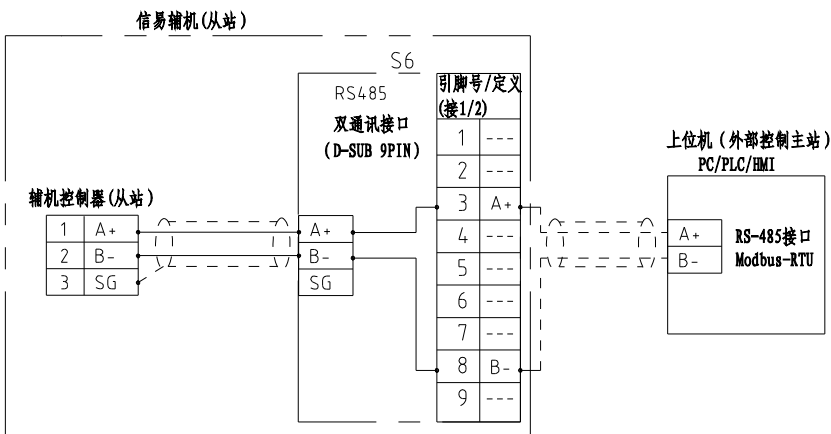 信易辅机(从站)
S6
RS485
双通讯接口
(D-SUB 9PIN)
引脚号/定义
(接1/2)
1 ---
2 ---
3 A+
4 ---
5 ---
6 ---
7 ---
8 B-
9 ---
辅机控制器(从站)
1 A+
2 B-
3 SG
A+
B-
SG
上位机(外部控制主站)
PC/PLC/HMI
A+
B-
RS-485接口
Modbus-RTU